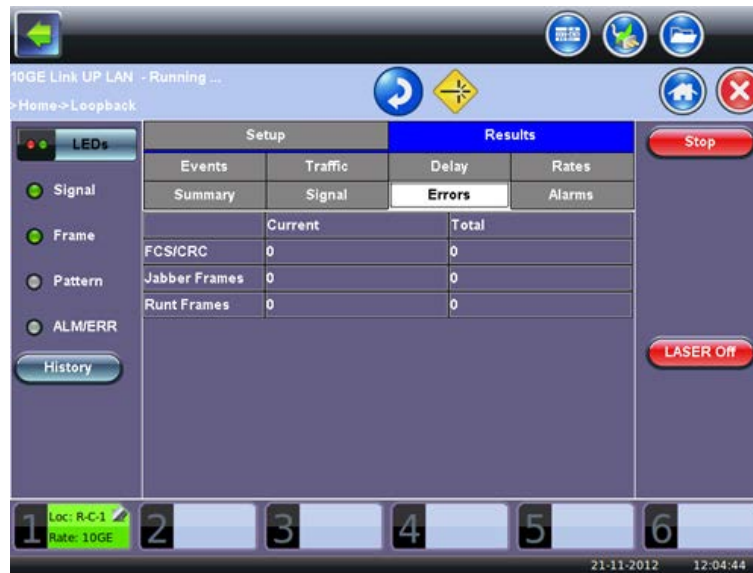 10GE Link UP LAN - Running ...
>Home->Loopback
LEDs
Signal
Frame
Pattern
ALM/ERR
History
Setup Results
Events Traffic Delay Rates
Summary Signal Errors Alarms
Current Total
FCS/CRC 0 0
Jabber Frames 0 0
Runt Frames 0 0
Stop
LASER Off
1 Loc: R-C-1
Rate: 10GE
2
3
4
5
6
21-11-2012 12:04:44